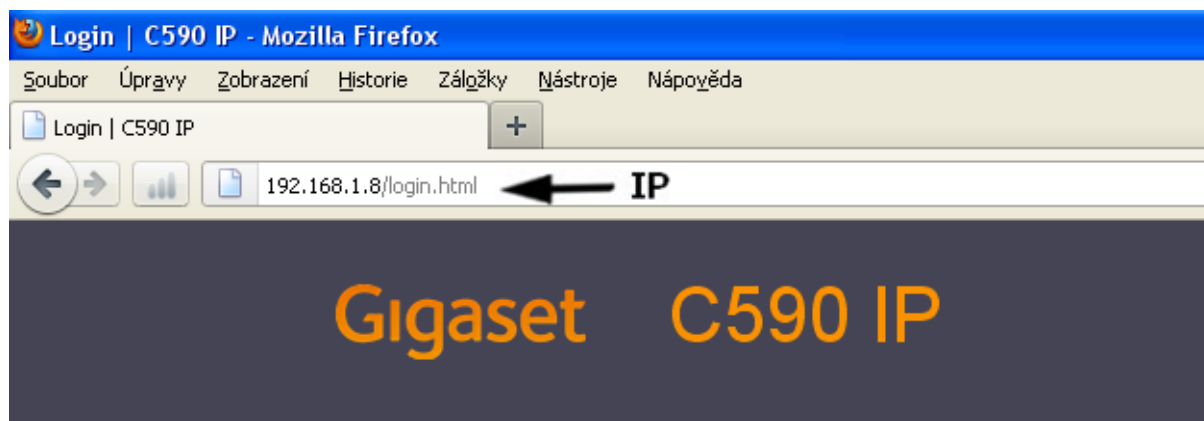 Login | C590 IP - Mozilla Firefox
Soubor Úpravy Zobrazení Historie Záložky Nástroje Nápověda
Login | C590 IP +
192.168.1.8/login.html IP
Gigaset C590 IP